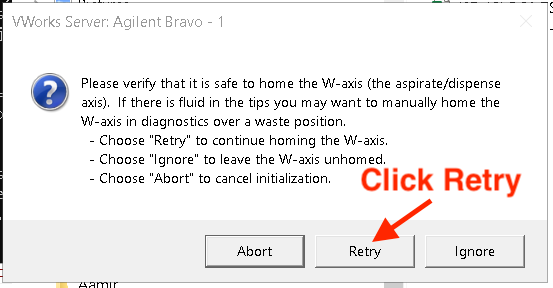 Pictures
VWorks Server: Agilent Bravo - 1
Please verify that it is safe to home the W-axis (the aspirate/dispense
axis). If there is fluid in the tips you may want to manually home the
W-axis in diagnostics over a waste position.
- Choose "Retry" to continue homing the W-axis.
- Choose "Ignore" to leave the W-axis unhomed.
- Choose "Abort" to cancel initialization.
Click Retry
Abort Retry Ignore
Aamir